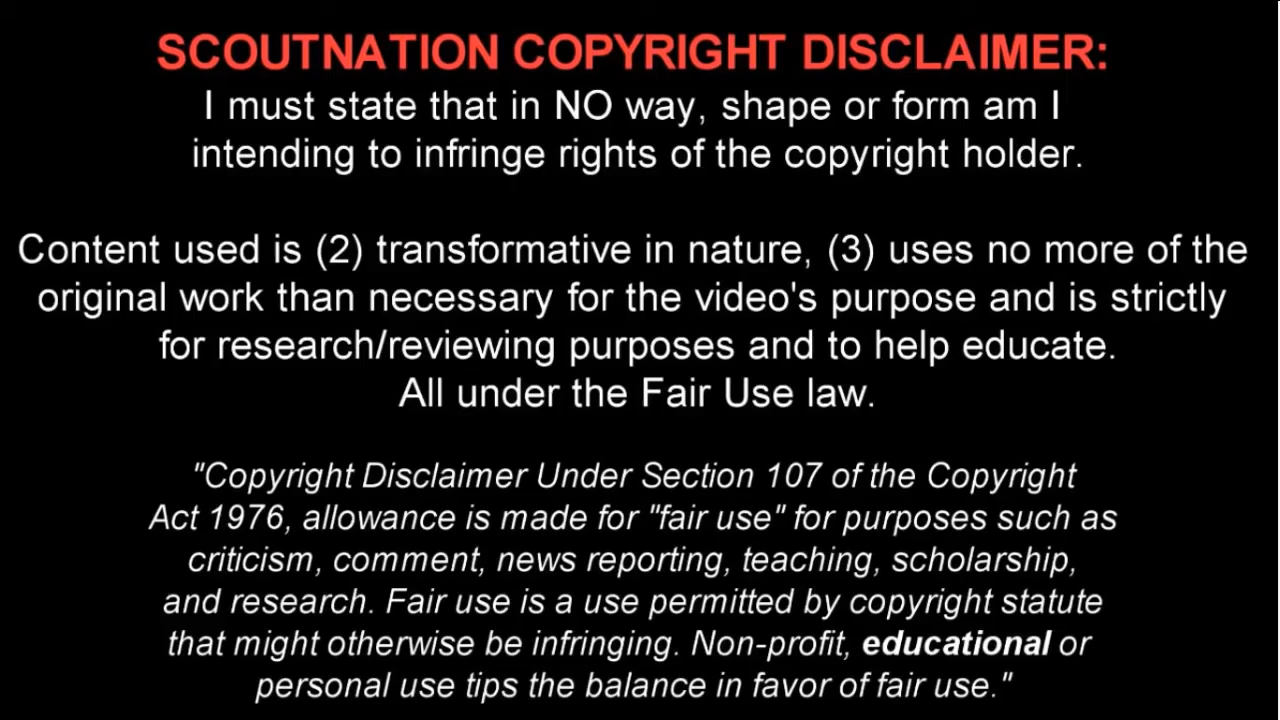 SCOUTNATION COPYRIGHT DISCLAIMER:
I must state that in NO way, shape or form am I
intending to infringe rights of the copyright holder.
Content used is (2) transformative in nature, (3) uses no more of the
original work than necessary for the video's purpose and is strictly
for research/reviewing purposes and to help educate.
All under the Fair Use law.
"Copyright Disclaimer Under Section 107 of the Copyright
Act 1976, allowance is made for "fair use" for purposes such as
criticism, comment, news reporting, teaching, scholarship,
and research. Fair use is a use permitted by copyright statute
that might otherwise be infringing. Non-profit, educational or
personal use tips the balance in favor of fair use."